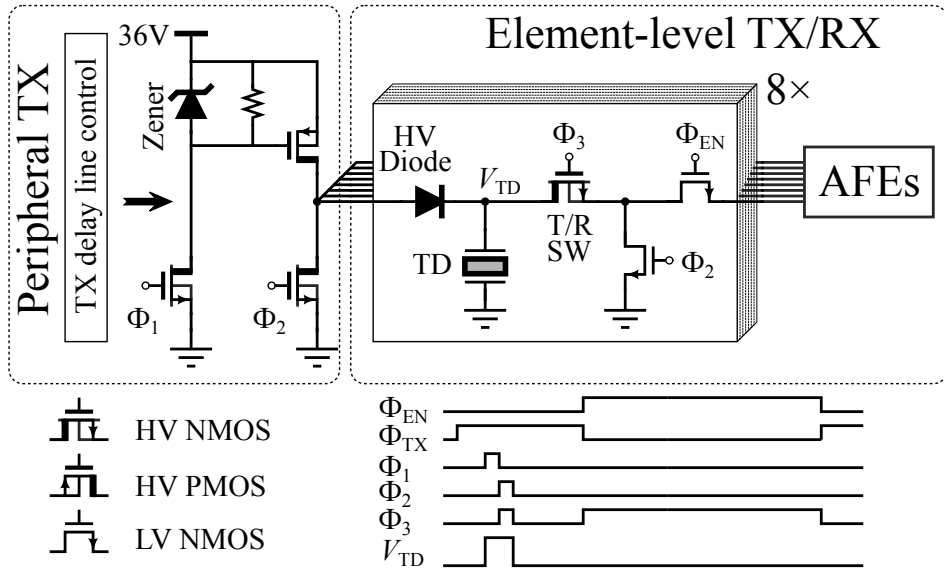 Peripheral TX
TX delay line control
36V
Zener
Φ1
Φ2
Element-level TX/RX
8×
HV
Diode
VTD
TD
Φ3
T/R
SW
ΦEN
Φ2
AFEs
HV NMOS
HV PMOS
LV NMOS
ΦEN
ΦTX
Φ1
Φ2
Φ3
VTD